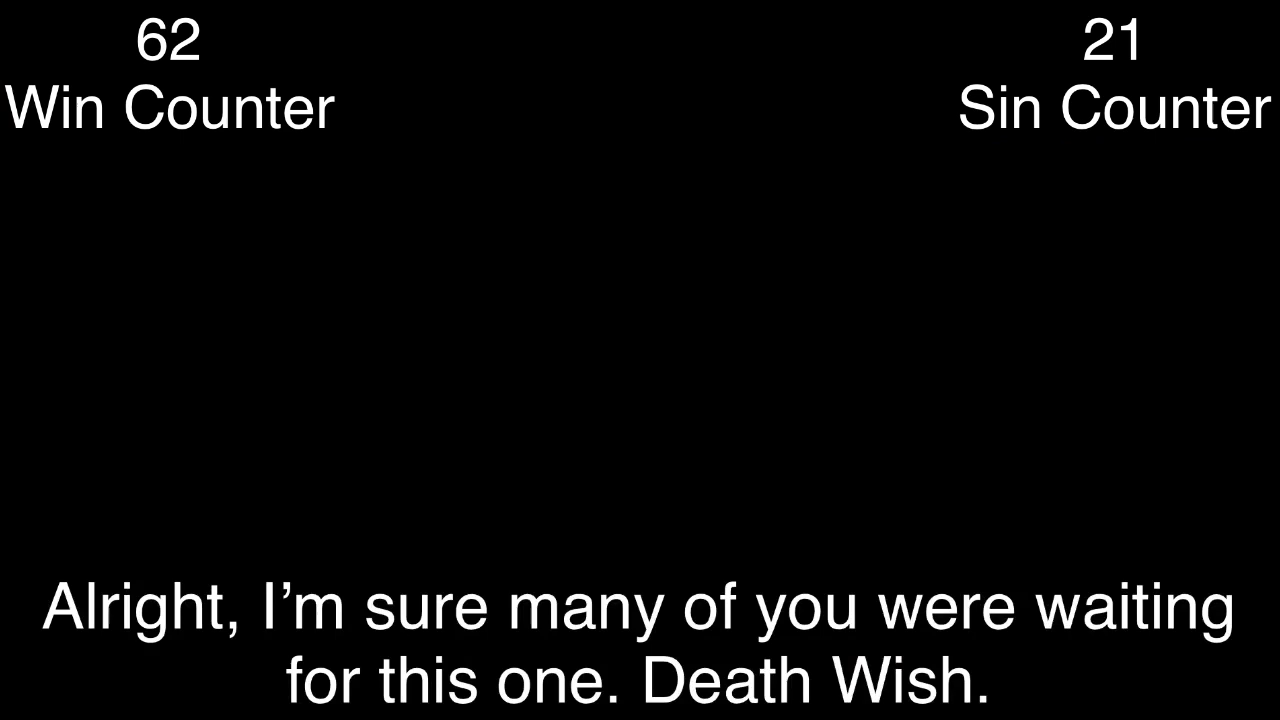 62
Win Counter
21
Sin Counter
Alright, I’m sure many of you were waiting
for this one. Death Wish.